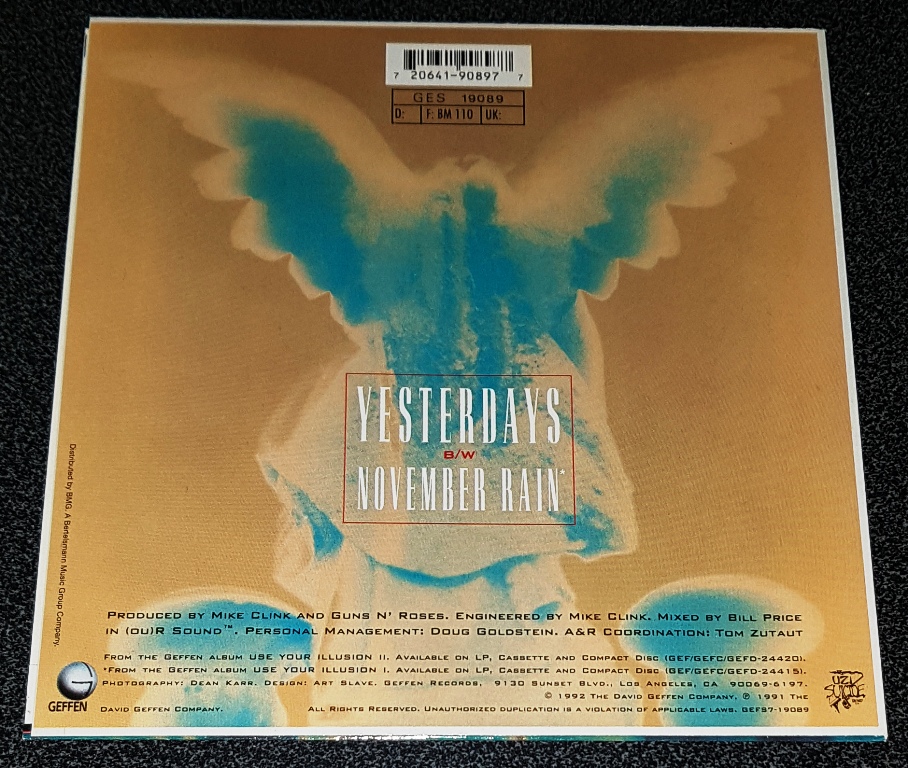 7 20641-90897 7
GES 19089
D: F: BM 110 UK:
YESTERDAYS
B/W
NOVEMBER RAIN*
Distributed by BMG. A Bertelsmann Music Group Company.
PRODUCED BY MIKE CLINK AND GUNS N' ROSES. ENGINEERED BY MIKE CLINK. MIXED BY BILL PRICE
IN (OU)R SOUND™. PERSONAL MANAGEMENT: DOUG GOLDSTEIN. A&R COORDINATION: TOM ZUTAUT
FROM THE GEFFEN ALBUM USE YOUR ILLUSION II. AVAILABLE ON LP, CASSETTE AND COMPACT DISC (GEF/GEFC/GEFD-24420).
*FROM THE GEFFEN ALBUM USE YOUR ILLUSION I. AVAILABLE ON LP, CASSETTE AND COMPACT DISC (GEF/GEFC/GEFD-24415).
PHOTOGRAPHY: DEAN KARR. DESIGN: ART SLAVE. GEFFEN RECORDS, 9130 SUNSET BLVD., LOS ANGELES, CA 90069-6197.
© 1992 THE DAVID GEFFEN COMPANY. ℗ 1991 THE
DAVID GEFFEN COMPANY. ALL RIGHTS RESERVED. UNAUTHORIZED DUPLICATION IS A VIOLATION OF APPLICABLE LAWS. GEFS7-19089
GEFFEN
UZI
SUICIDE